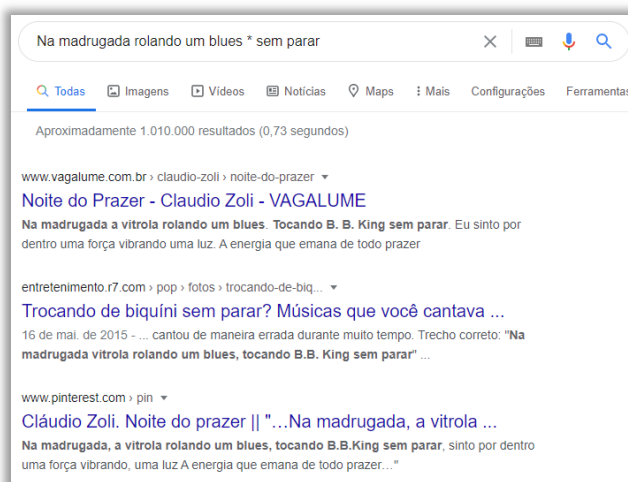 Na madrugada rolando um blues * sem parar
Todas Imagens Vídeos Notícias Maps Mais Configurações Ferramentas
Aproximadamente 1.010.000 resultados (0,73 segundos)
www.vagalume.com.br › claudio-zoli › noite-do-prazer
Noite do Prazer - Claudio Zoli - VAGALUME
Na madrugada a vitrola rolando um blues. Tocando B. B. King sem parar. Eu sinto por
dentro uma força vibrando uma luz. A energia que emana de todo prazer
entretenimento.r7.com › pop › fotos › trocando-de-biq...
Trocando de biquíni sem parar? Músicas que você cantava ...
16 de mai. de 2015 - ... cantou de maneira errada durante muito tempo. Trecho correto: "Na
madrugada vitrola rolando um blues, tocando B.B. King sem parar" ...
www.pinterest.com › pin
Cláudio Zoli. Noite do prazer || "…Na madrugada, a vitrola ...
Na madrugada, a vitrola rolando um blues, tocando B.B.King sem parar, sinto por dentro
uma força vibrando, uma luz A energia que emana de todo prazer…"